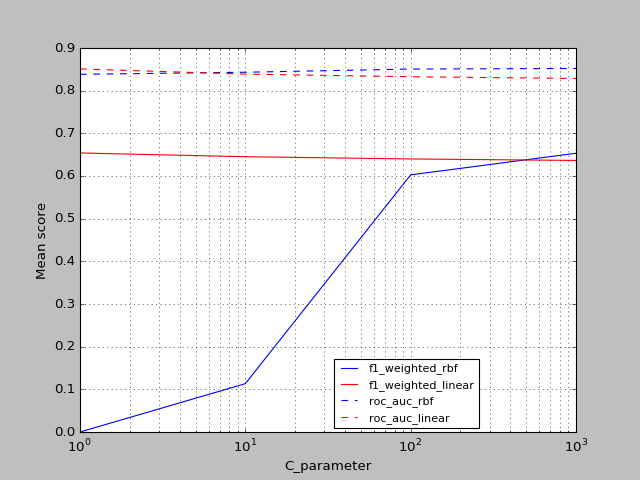 0.9
0.8
0.7
0.6
0.5
0.4
0.3
0.2
0.1
0.0
Mean score
f1_weighted_rbf
f1_weighted_linear
roc_auc_rbf
roc_auc_linear
10^0 10^1 10^2 10^3
C_parameter